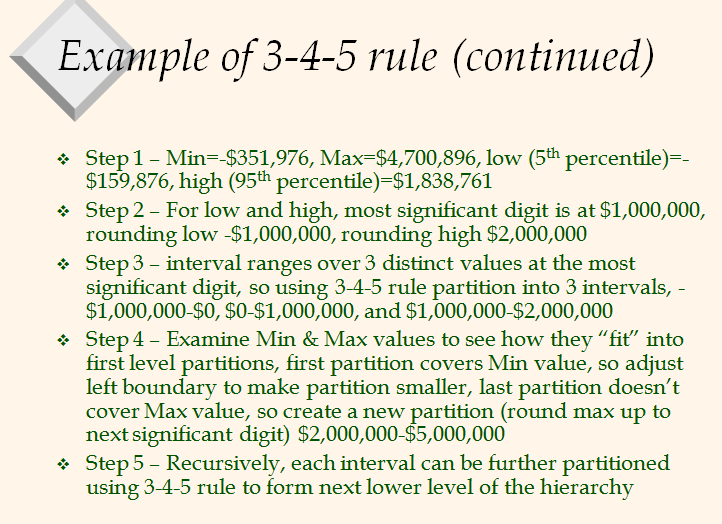 Example of 3-4-5 rule (continued)
❖ Step 1 – Min=-$351,976, Max=$4,700,896, low (5th percentile)=-
$159,876, high (95th percentile)=$1,838,761
❖ Step 2 – For low and high, most significant digit is at $1,000,000,
rounding low -$1,000,000, rounding high $2,000,000
❖ Step 3 – interval ranges over 3 distinct values at the most
significant digit, so using 3-4-5 rule partition into 3 intervals, -
$1,000,000-$0, $0-$1,000,000, and $1,000,000-$2,000,000
❖ Step 4 – Examine Min & Max values to see how they “fit” into
first level partitions, first partition covers Min value, so adjust
left boundary to make partition smaller, last partition doesn’t
cover Max value, so create a new partition (round max up to
next significant digit) $2,000,000-$5,000,000
❖ Step 5 – Recursively, each interval can be further partitioned
using 3-4-5 rule to form next lower level of the hierarchy